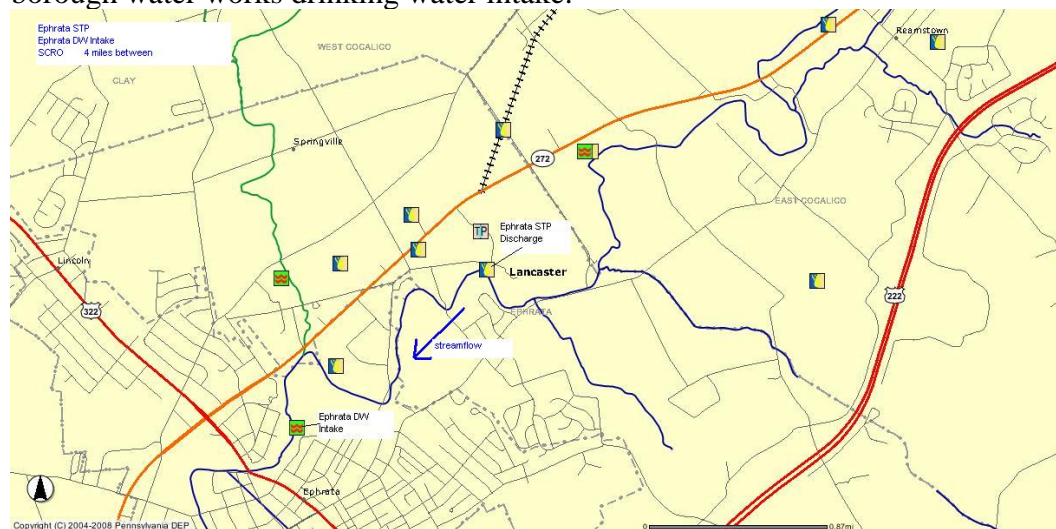 borough water works drinking water intake.
Ephrata STP
Ephrata DW Intake
SCRO 4 miles between
WEST COCALICO
CLAY
Reamstown
Springville
272
EAST COCALICO
TP
Ephrata STP
Discharge
Lancaster
Lincoln
322
222
EPHRATA
streamflow
Ephrata DW
Intake
Ephrata
Copyright (C) 2004-2008 Pennsylvania DEP
0 0.87mi